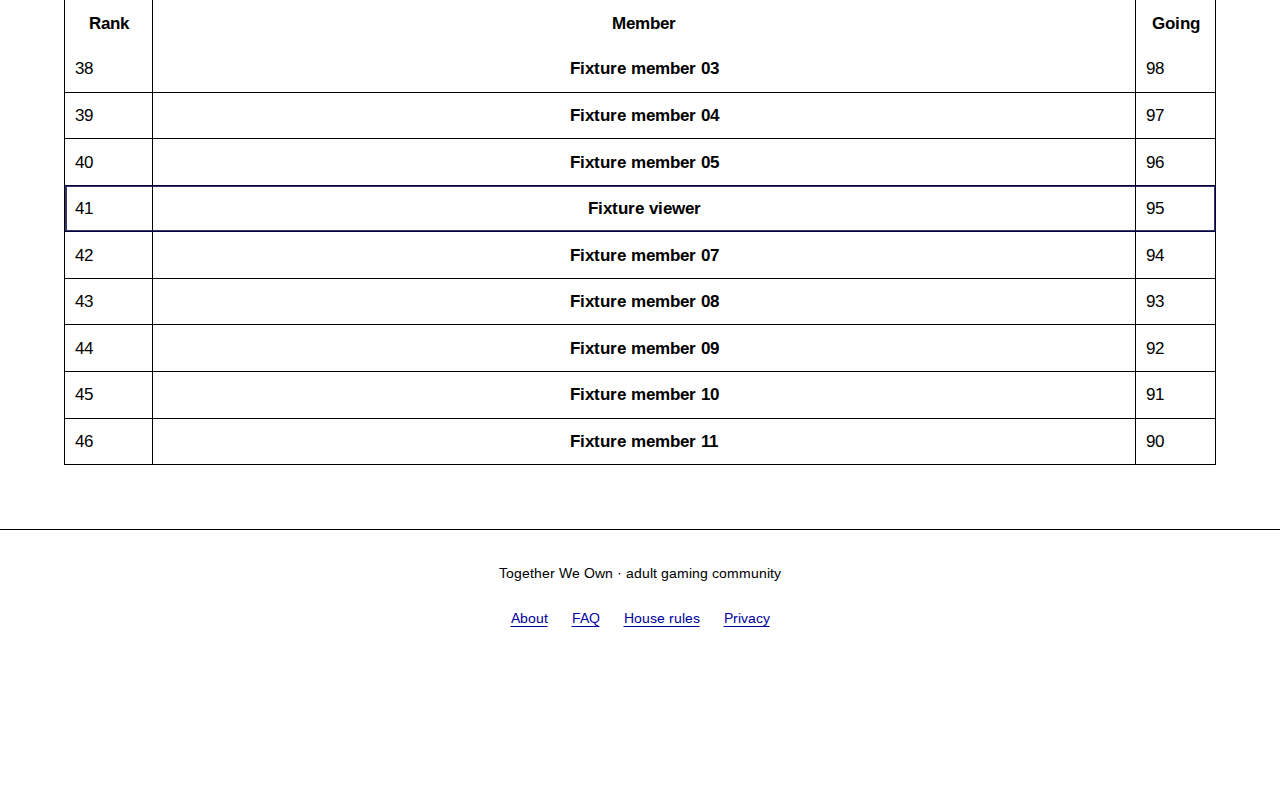 Rank Member Going
38 Fixture member 03 98
39 Fixture member 04 97
40 Fixture member 05 96
41 Fixture viewer 95
42 Fixture member 07 94
43 Fixture member 08 93
44 Fixture member 09 92
45 Fixture member 10 91
46 Fixture member 11 90
Together We Own · adult gaming community
About FAQ House rules Privacy